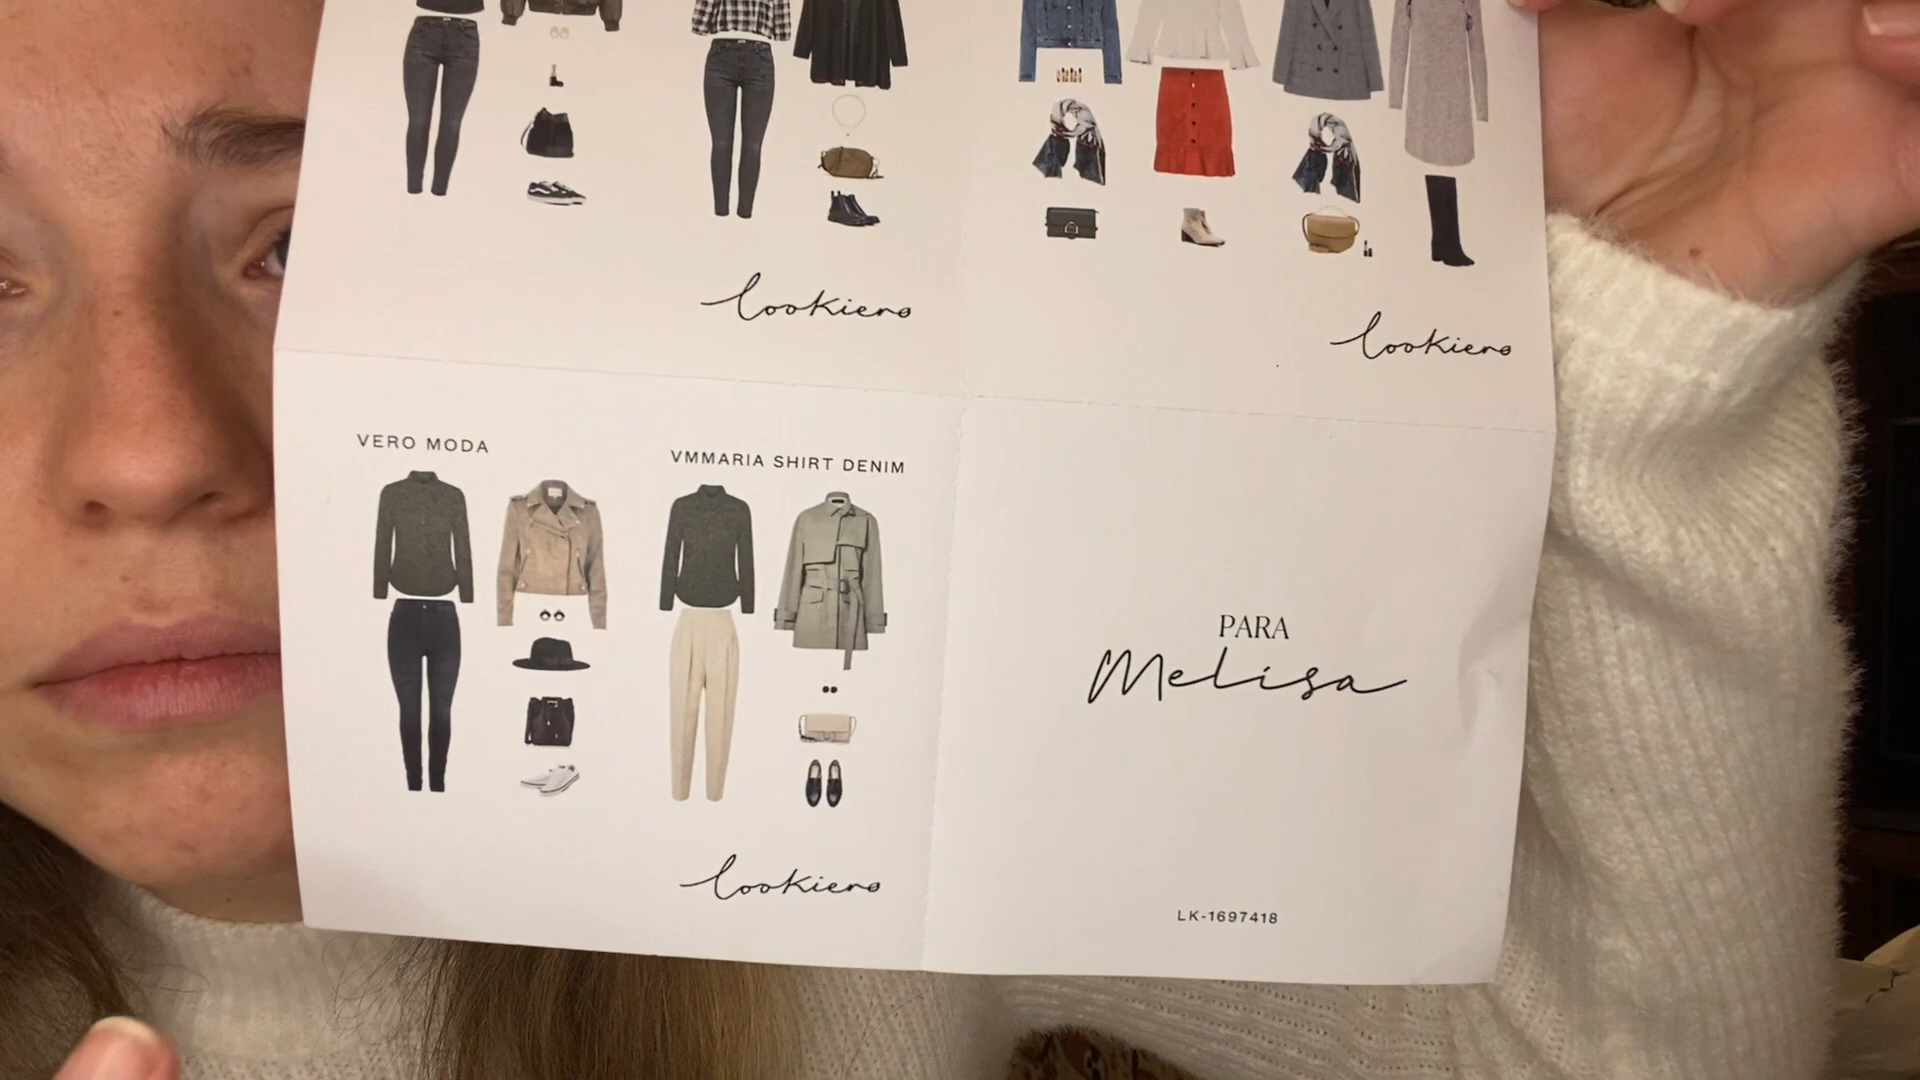 lookiero
lookiero
VERO MODA
VMMARIA SHIRT DENIM
lookiero
PARA
Melisa
LK-1697418